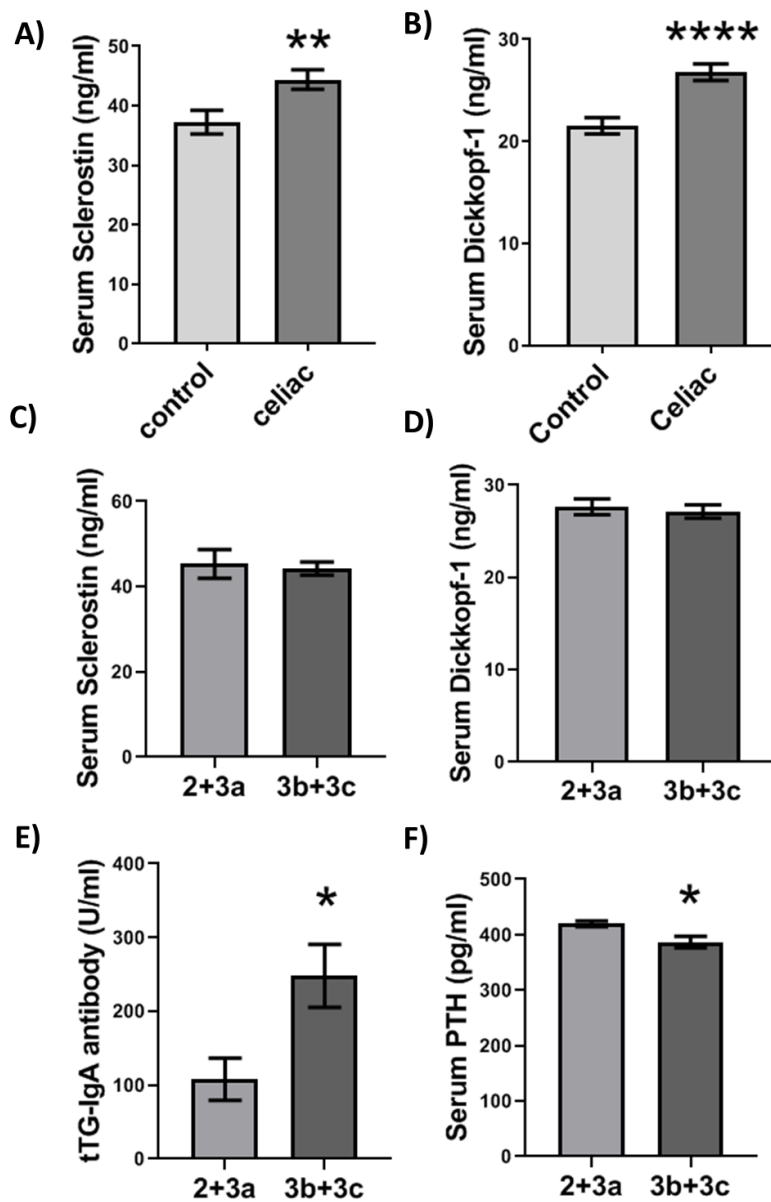 A)
Serum Sclerostin (ng/ml)
50
40
30
20
10
0
**
control
celiac
B)
Serum Dickkopf-1 (ng/ml)
30
20
10
0
****
Control
Celiac
C)
Serum Sclerostin (ng/ml)
60
40
20
0
2+3a
3b+3c
D)
Serum Dickkopf-1 (ng/ml)
30
20
10
0
2+3a
3b+3c
E)
tTG-IgA antibody (U/ml)
400
300
200
100
0
*
2+3a
3b+3c
F)
Serum PTH (pg/ml)
500
400
300
200
100
0
*
2+3a
3b+3c